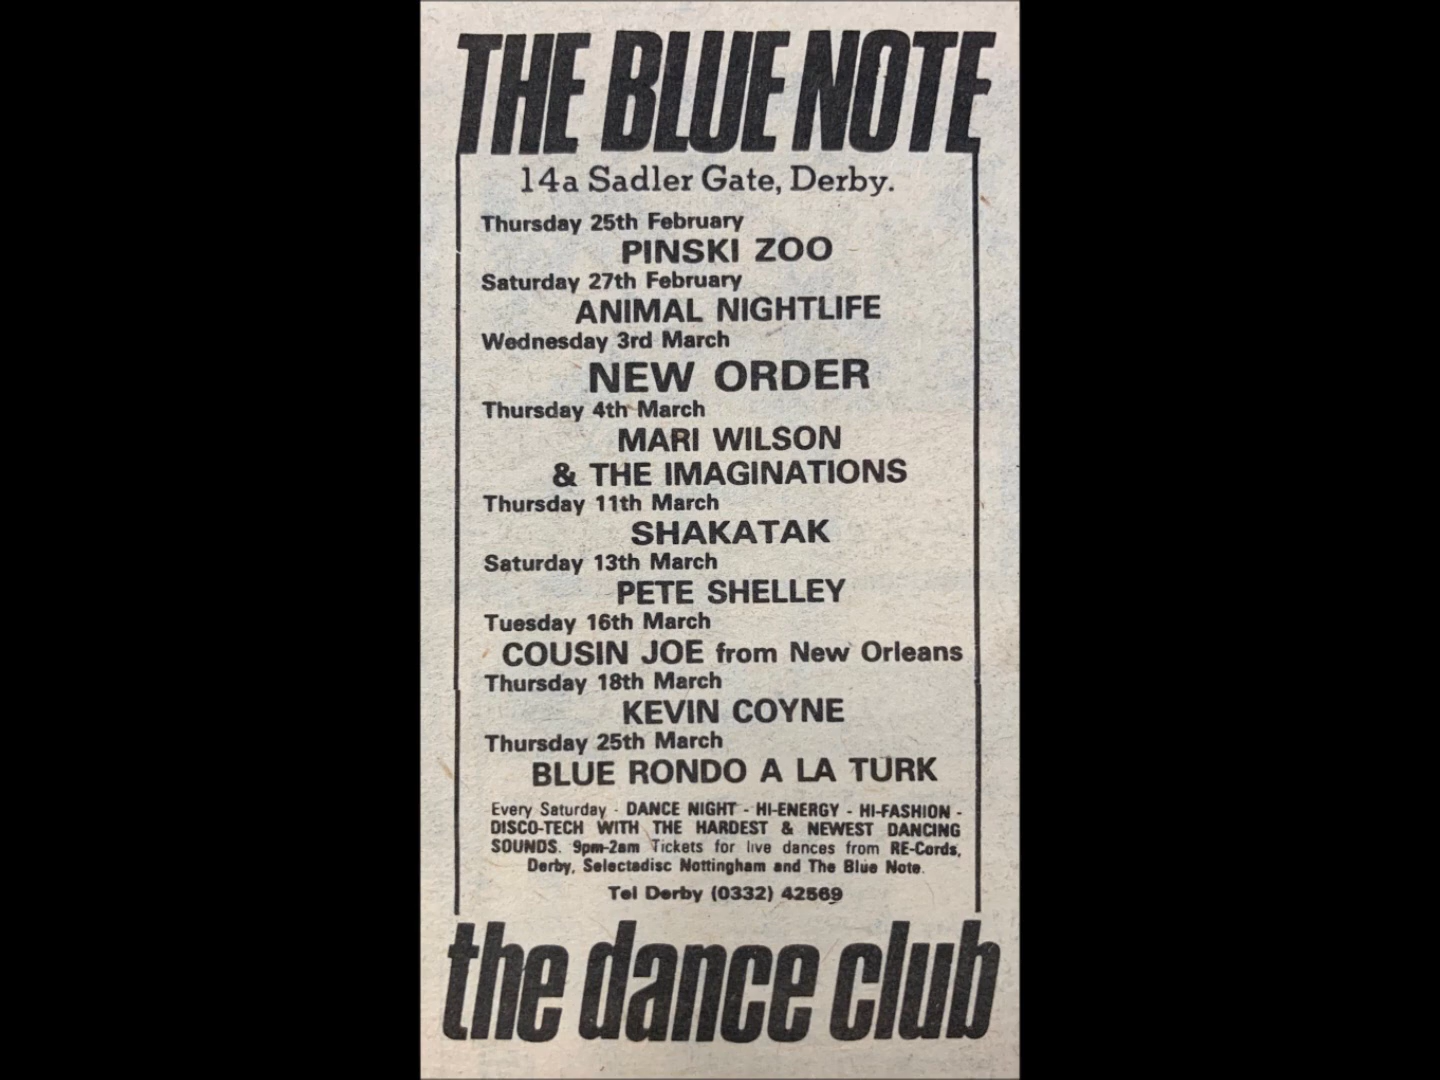 THE BLUE NOTE
14a Sadler Gate, Derby.
Thursday 25th February
PINSKI ZOO
Saturday 27th February
ANIMAL NIGHTLIFE
Wednesday 3rd March
NEW ORDER
Thursday 4th March
MARI WILSON
& THE IMAGINATIONS
Thursday 11th March
SHAKATAK
Saturday 13th March
PETE SHELLEY
Tuesday 16th March
COUSIN JOE from New Orleans
Thursday 18th March
KEVIN COYNE
Thursday 25th March
BLUE RONDO A LA TURK
Every Saturday - DANCE NIGHT - HI-ENERGY - HI-FASHION -
DISCO-TECH WITH THE HARDEST & NEWEST DANCING
SOUNDS. 9pm-2am Tickets for live dances from RE-Cords,
Derby, Selectadisc Nottingham and The Blue Note.
Tel Derby (0332) 42569
the dance club